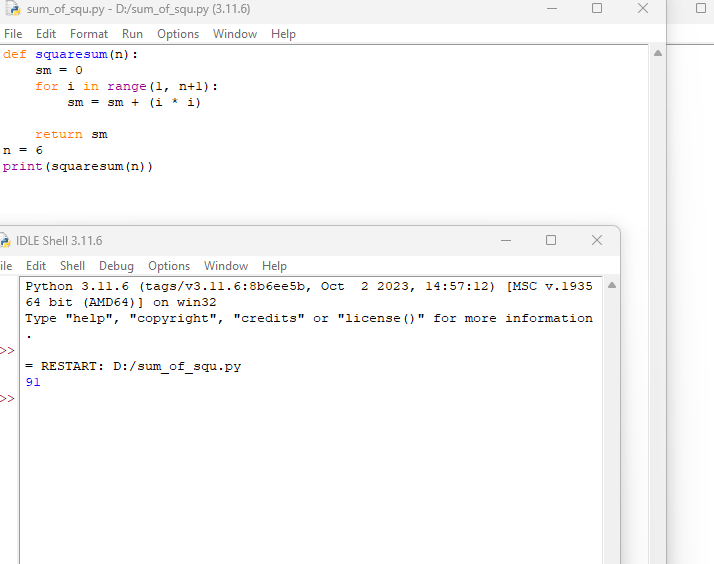 sum_of_squ.py - D:/sum_of_squ.py (3.11.6)
File Edit Format Run Options Window Help
def squaresum(n):
    sm = 0
    for i in range(1, n+1):
        sm = sm + (i * i)
    return sm
n = 6
print(squaresum(n))
IDLE Shell 3.11.6
ile Edit Shell Debug Options Window Help
Python 3.11.6 (tags/v3.11.6:8b6ee5b, Oct  2 2023, 14:57:12) [MSC v.1935
64 bit (AMD64)] on win32
Type "help", "copyright", "credits" or "license()" for more information
.
>>
= RESTART: D:/sum_of_squ.py
91
>>